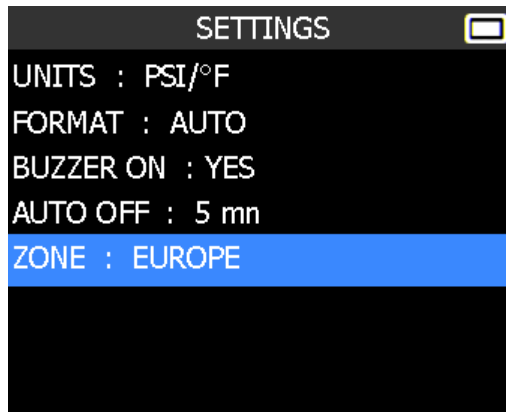 SETTINGS
UNITS : PSI/°F
FORMAT : AUTO
BUZZER ON : YES
AUTO OFF : 5 mn
ZONE : EUROPE